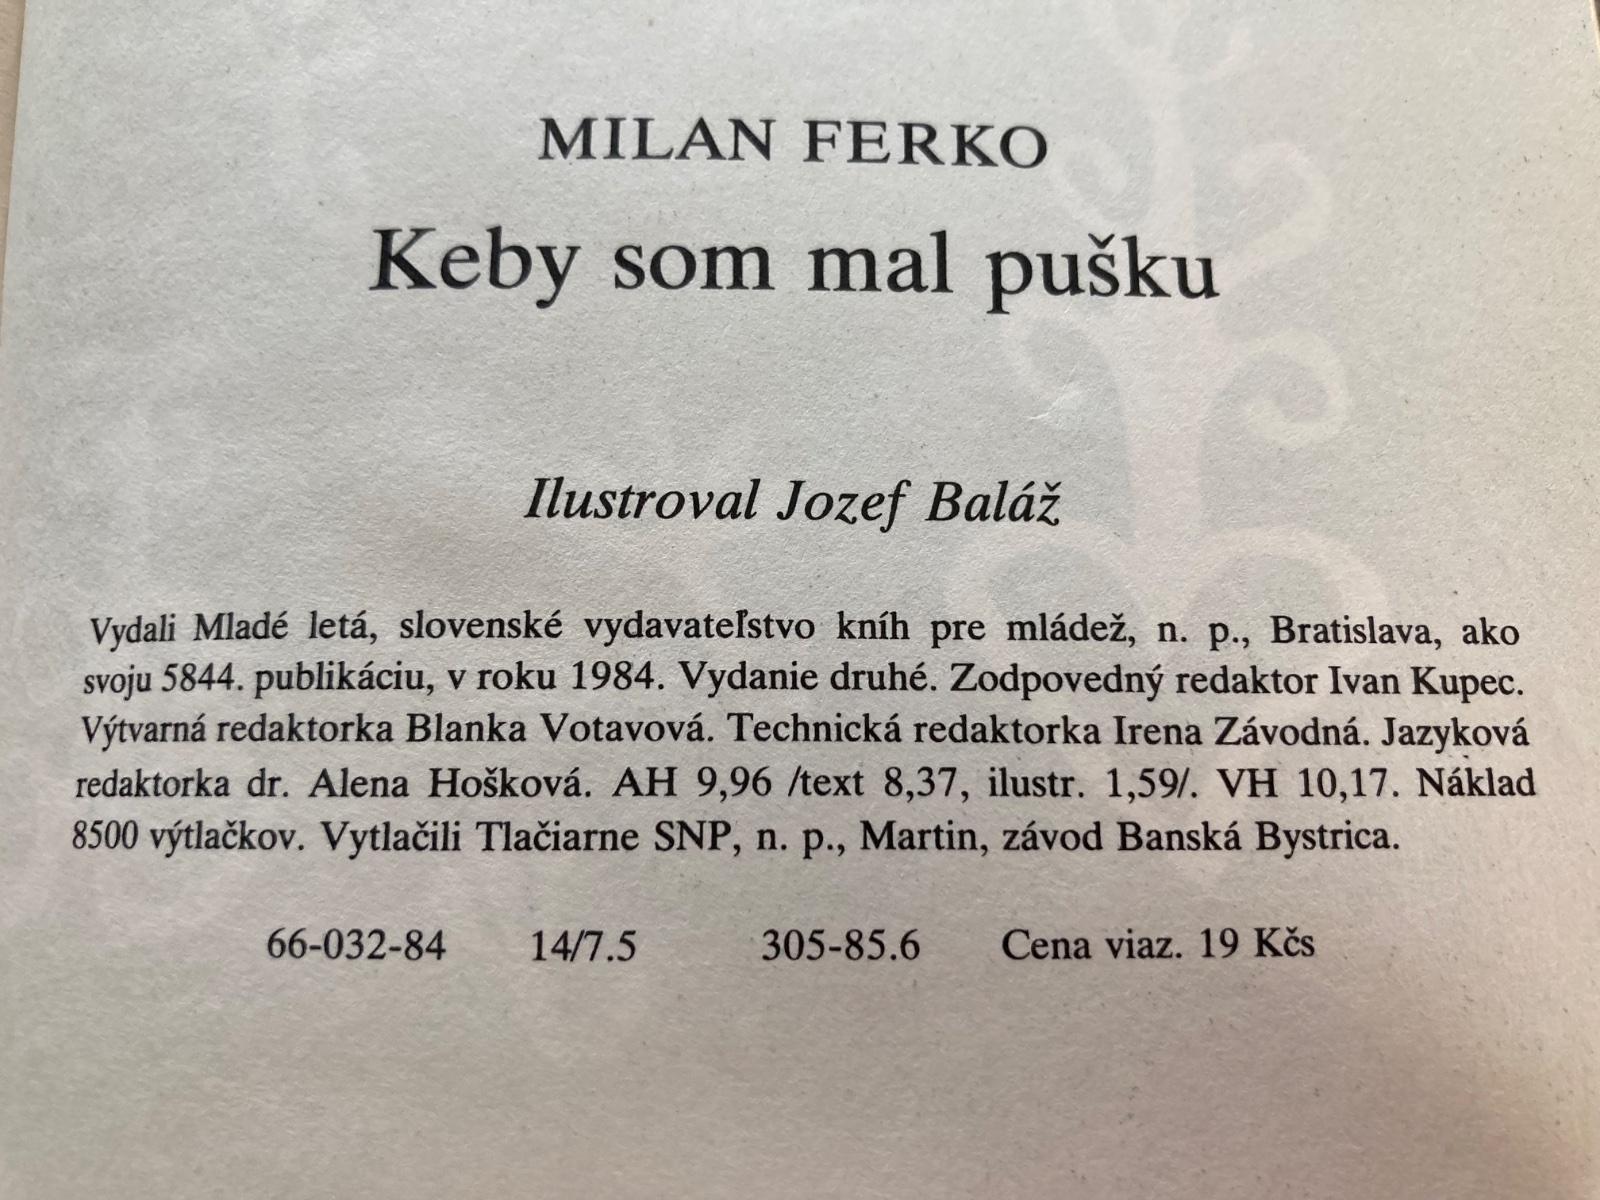 MILAN FERKO
Keby som mal pušku
Ilustroval Jozef Baláž
Vydali Mladé letá, slovenské vydavateľstvo kníh pre mládež, n. p., Bratislava, ako
svoju 5844. publikáciu, v roku 1984. Vydanie druhé. Zodpovedný redaktor Ivan Kupec.
Výtvarná redaktorka Blanka Votavová. Technická redaktorka Irena Závodná. Jazyková
redaktorka dr. Alena Hošková. AH 9,96 /text 8,37, ilustr. 1,59/. VH 10,17. Náklad
8500 výtlačkov. Vytlačili Tlačiarne SNP, n. p., Martin, závod Banská Bystrica.
66-032-84 14/7.5 305-85.6 Cena viaz. 19 Kčs